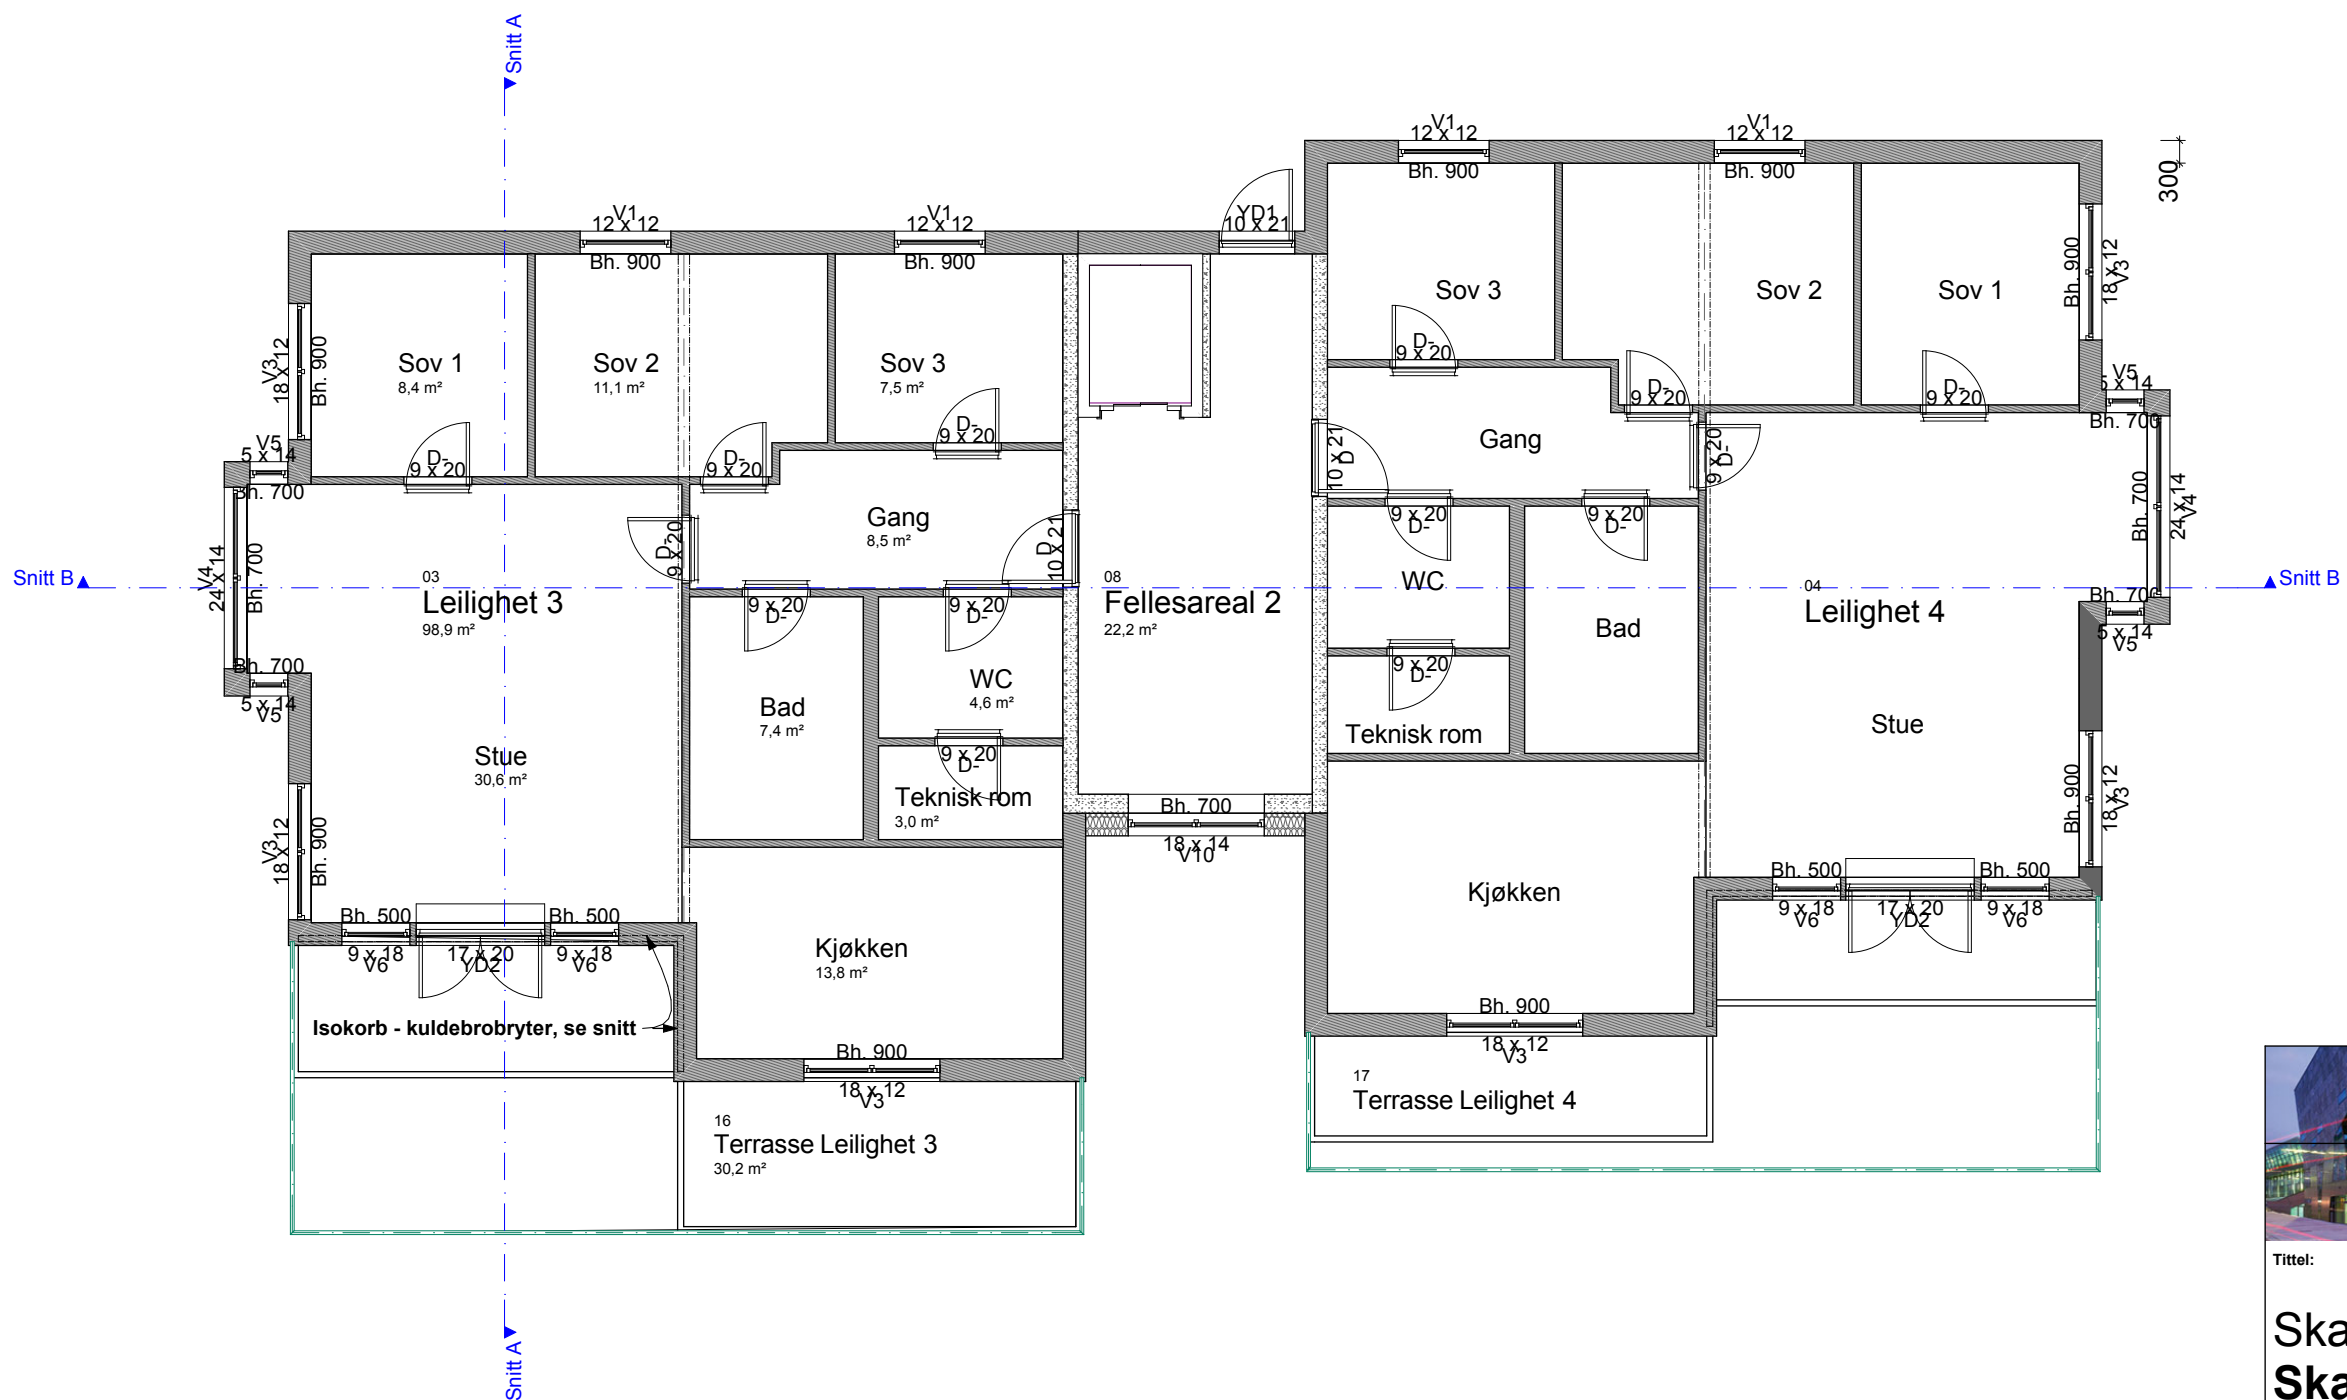 Snitt A
V1
12 x 12
Bh. 900
V1
12 x 12
Bh. 900
300
V1
12 x 12
Bh. 900
V1
12 x 12
Bh. 900
YD1
10 x 21
Sov 3
Sov 2
Sov 1
Bh. 900
18 x 12
V3
V3
18 x 12
Bh. 900
Sov 1
8,4 m²
Sov 2
11,1 m²
Sov 3
7,5 m²
D-
9 x 20
D-
9 x 20
D-
9 x 20
V5
5 x 14
Bh. 700
D-
9 x 20
D-
9 x 20
D-
9 x 20
V5
5 x 14
Bh. 700
Gang
8,5 m²
D
10 x 21
D-
9 x 20
Gang
D
10 x 21
9 x 20
D-
Bh. 700
24 x 14
V4
9 x 20
D-
9 x 20
D-
Snitt B
V4
24 x 14
Bh. 700
03
Leilighet 3
98,9 m²
9 x 20
D-
9 x 20
D-
08
Fellesareal 2
22,2 m²
WC
Bad
04
Leilighet 4
Bh. 700
5 x 14
V5
Snitt B
Bh. 700
5 x 14
V5
Bad
7,4 m²
WC
4,6 m²
9 x 20
D-
Teknisk rom
Stue
Stue
30,6 m²
9 x 20
D-
Teknisk rom
3,0 m²
Bh. 700
18 x 14
V10
Bh. 900
18 x 12
V3
V3
18 x 12
Bh. 900
Kjøkken
Bh. 500
9 x 18
V6
17 x 20
YD2
Bh. 500
9 x 18
V6
Bh. 500
9 x 18
V6
17 x 20
YD2
Bh. 500
9 x 18
V6
Kjøkken
13,8 m²
Isokorb - kuldebrobryter, se snitt
Bh. 900
18 x 12
V3
Bh. 900
18 x 12
V3
16
Terrasse Leilighet 3
30,2 m²
17
Terrasse Leilighet 4
Snitt A
Tittel:
Ska
Ska